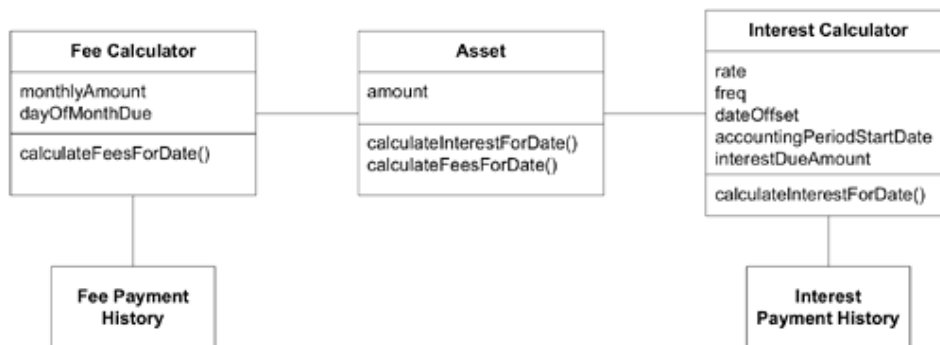 Fee Calculator
monthlyAmount
dayOfMonthDue
calculateFeesForDate()
Asset
amount
calculateInterestForDate()
calculateFeesForDate()
Interest Calculator
rate
freq
dateOffset
accountingPeriodStartDate
interestDueAmount
calculateInterestForDate()
Fee Payment
History
Interest
Payment History